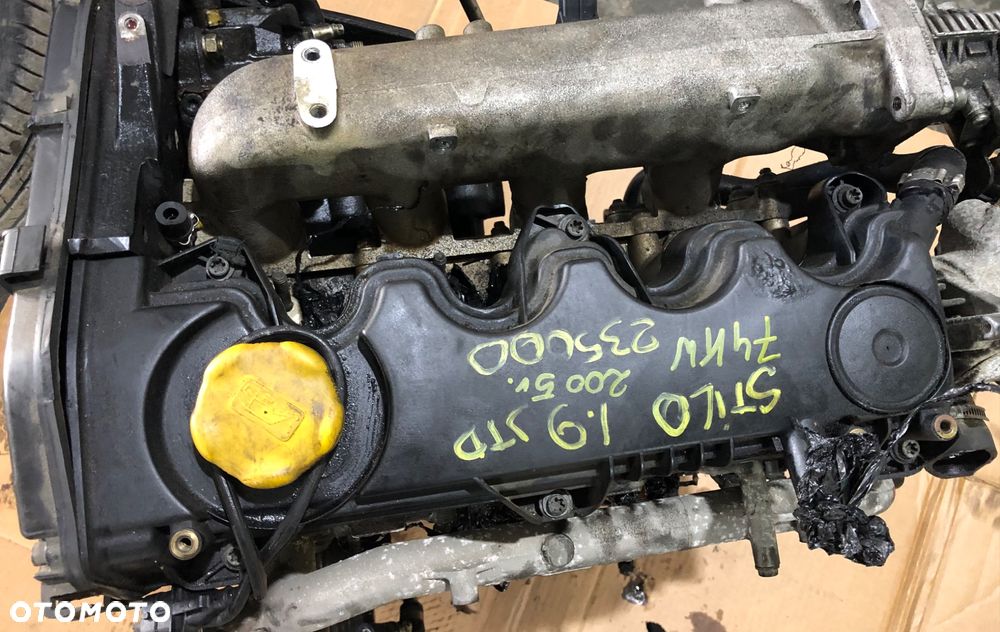 STiLO 1.9 JTD
74KW 2005r.
235000
OTOMOTO